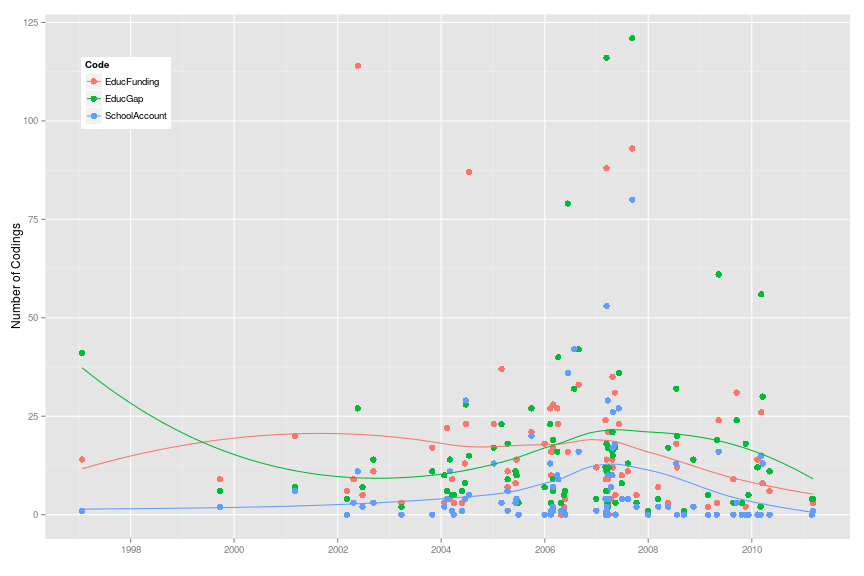 125
100
75
50
25
0
Number of Codings
Code
EducFunding
EducGap
SchoolAccount
1998 2000 2002 2004 2006 2008 2010